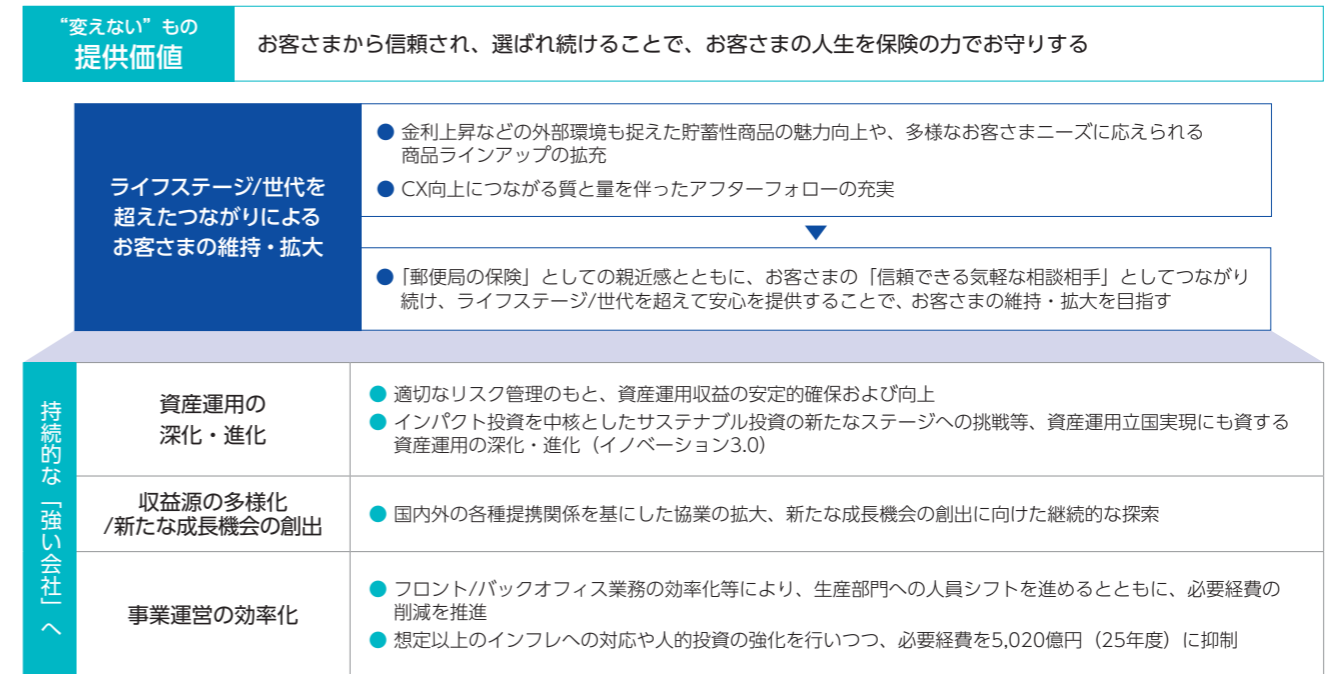 “変えない”もの
提供価値
お客さまから信頼され、選ばれ続けることで、お客さまの人生を保険の力でお守りする
ライフステージ/世代を
超えたつながりによる
お客さまの維持・拡大
● 金利上昇などの外部環境も捉えた貯蓄性商品の魅力向上や、多様なお客さまニーズに応えられる
商品ラインアップの拡充
● CX向上につながる質と量を伴ったアフターフォローの充実
● 「郵便局の保険」としての親近感とともに、お客さまの「信頼できる気軽な相談相手」としてつながり
続け、ライフステージ/世代を超えて安心を提供することで、お客さまの維持・拡大を目指す
持続的な「強い会社」へ
資産運用の
深化・進化
● 適切なリスク管理のもと、資産運用収益の安定的確保および向上
● インパクト投資を中核としたサステナブル投資の新たなステージへの挑戦等、資産運用立国実現にも資する
資産運用の深化・進化（イノベーション3.0）
収益源の多様化
/新たな成長機会の創出
● 国内外の各種提携関係を基にした協業の拡大、新たな成長機会の創出に向けた継続的な探索
事業運営の効率化
● フロント/バックオフィス業務の効率化等により、生産部門への人員シフトを進めるとともに、必要経費の
削減を推進
● 想定以上のインフレへの対応や人的投資の強化を行いつつ、必要経費を5,020億円（25年度）に抑制